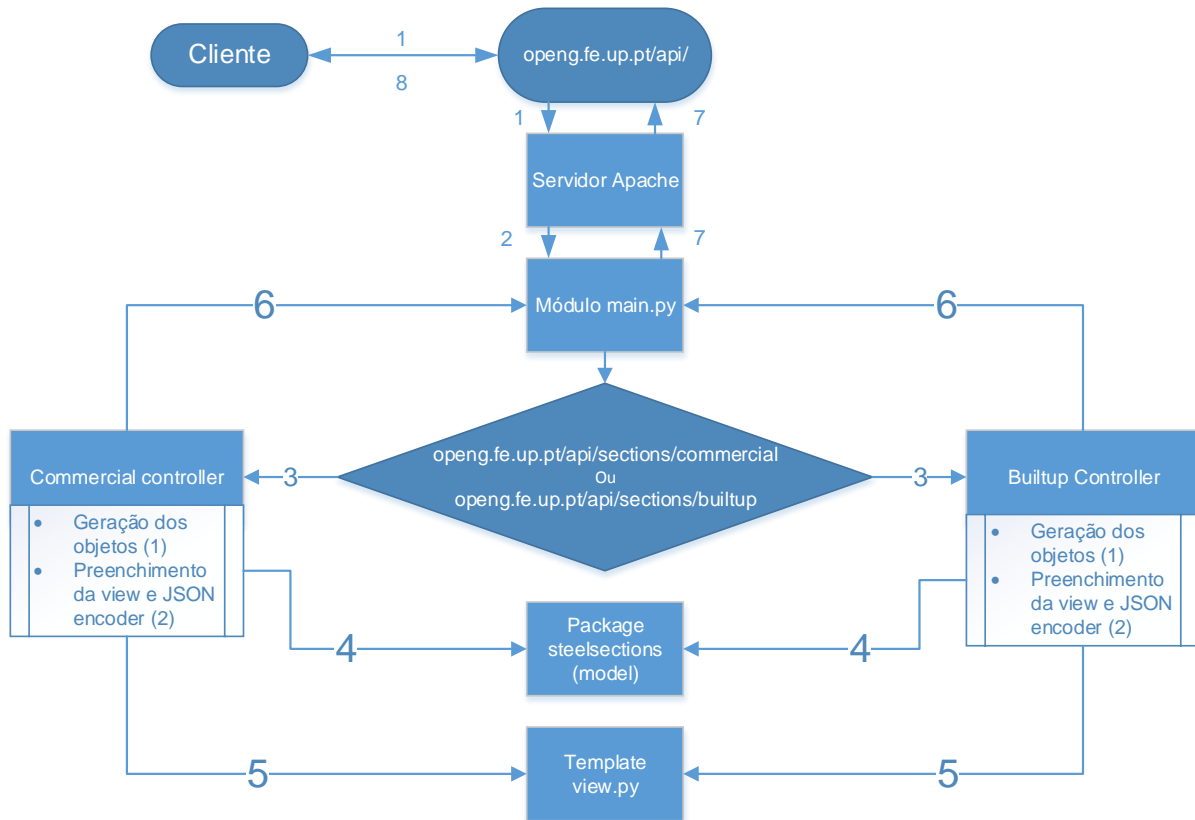 Cliente
1
8
openg.fe.up.pt/api/
1
7
Servidor Apache
2
7
Módulo main.py
6
6
openg.fe.up.pt/api/sections/commercial
Ou
openg.fe.up.pt/api/sections/builtup
3
3
Commercial controller
• Geração dos
objetos (1)
• Preenchimento
da view e JSON
encoder (2)
Builtup Controller
• Geração dos
objetos (1)
• Preenchimento
da view e JSON
encoder (2)
4
4
Package
steelsections
(model)
5
5
Template
view.py